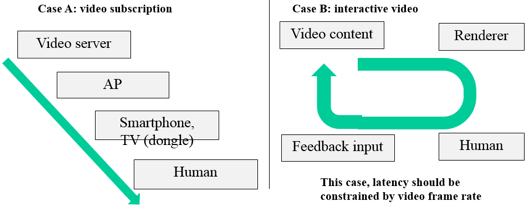 Case A: video subscription
Video server
AP
Smartphone,
TV (dongle)
Human
Case B: interactive video
Video content
Renderer
Feedback input
Human
This case, latency should be
constrained by video frame rate